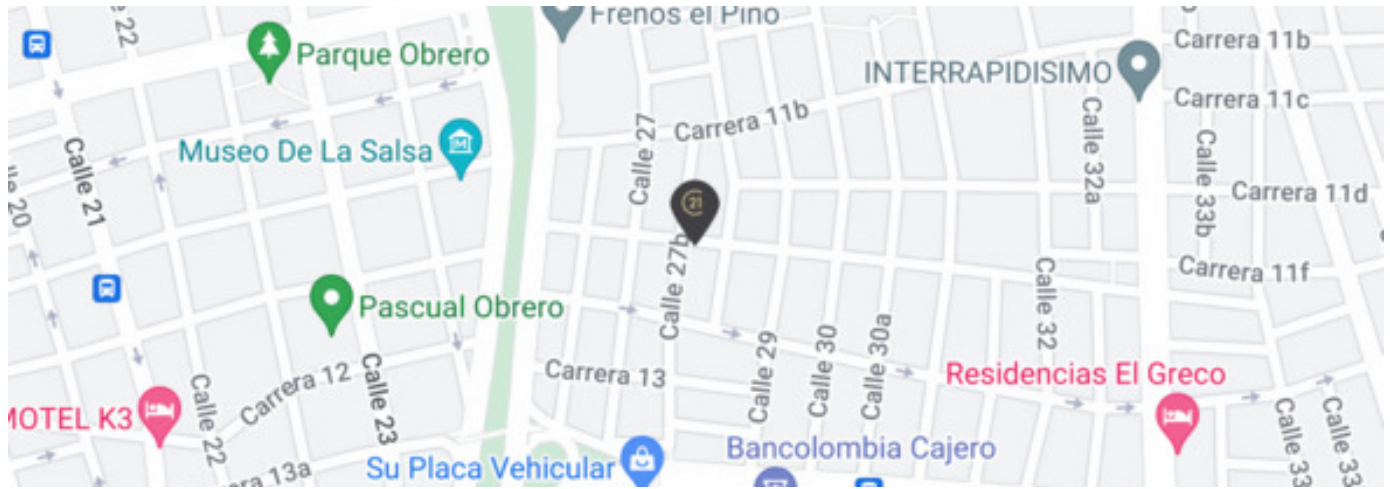 Frenos el Pino
Parque Obrero
INTERRAPIDISIMO
Carrera 11b
Carrera 11c
Museo De La Salsa
Carrera 11b
Calle 27
Calle 21
Calle 32a
Calle 33b
Carrera 11d
21
Calle 27b
Carrera 11f
Pascual Obrero
Calle 32
Calle 29
Calle 30
Calle 30a
Carrera 13
Carrera 12
Calle 23
Residencias El Greco
MOTEL K3
Calle 22
Bancolombia Cajero
Su Placa Vehicular
Calle 33